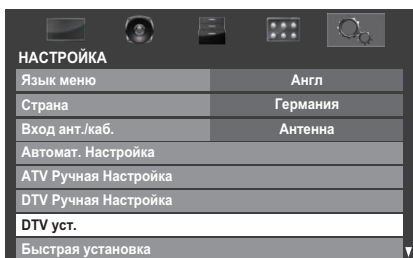 НАСТРОЙКА
Язык меню Англ
Страна Германия
Вход ант./каб. Антенна
Автомат. Настройка
ATV Ручная Настройка
DTV Ручная Настройка
DTV уст.
Быстрая установка